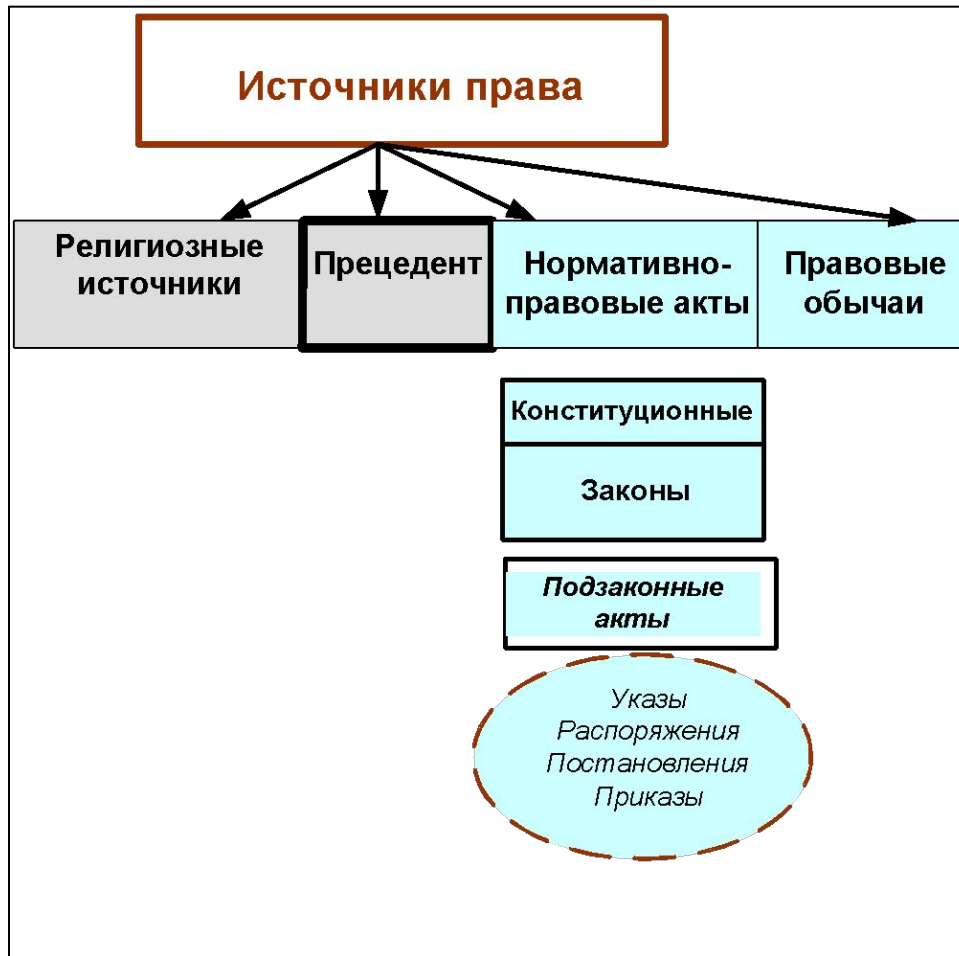 Источники права
Религиозные
источники
Прецедент
Нормативно-
правовые акты
Правовые
обычаи
Конституционные
Законы
Подзаконные
акты
Указы
Распоряжения
Постановления
Приказы